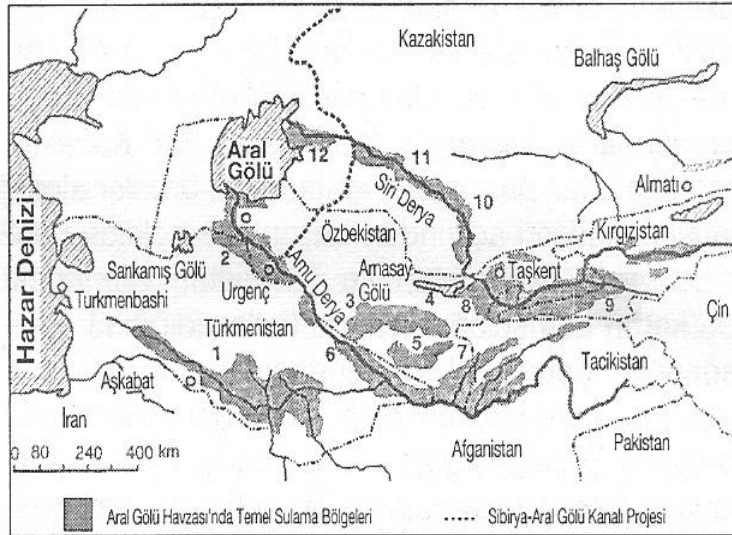 Kazakistan
Balhaş Gölü
Aral
Gölü
12
11
Siri Derya
10
Almatı
Kırgızistan
Özbekistan
Hazar Denizi
Sarıkamış Gölü
2
Urgenç
Amu Derya
Arnasay
Gölü
4
Taşkent
8
9
Çin
Turkmenbashi
Türkmenistan
3
5
6
7
1
Aşkabat
Tacikistan
İran
Afganistan
Pakistan
0 80 240 400 km
Aral Gölü Havzası'nda Temel Sulama Bölgeleri
Sibirya-Aral Gölü Kanalı Projesi